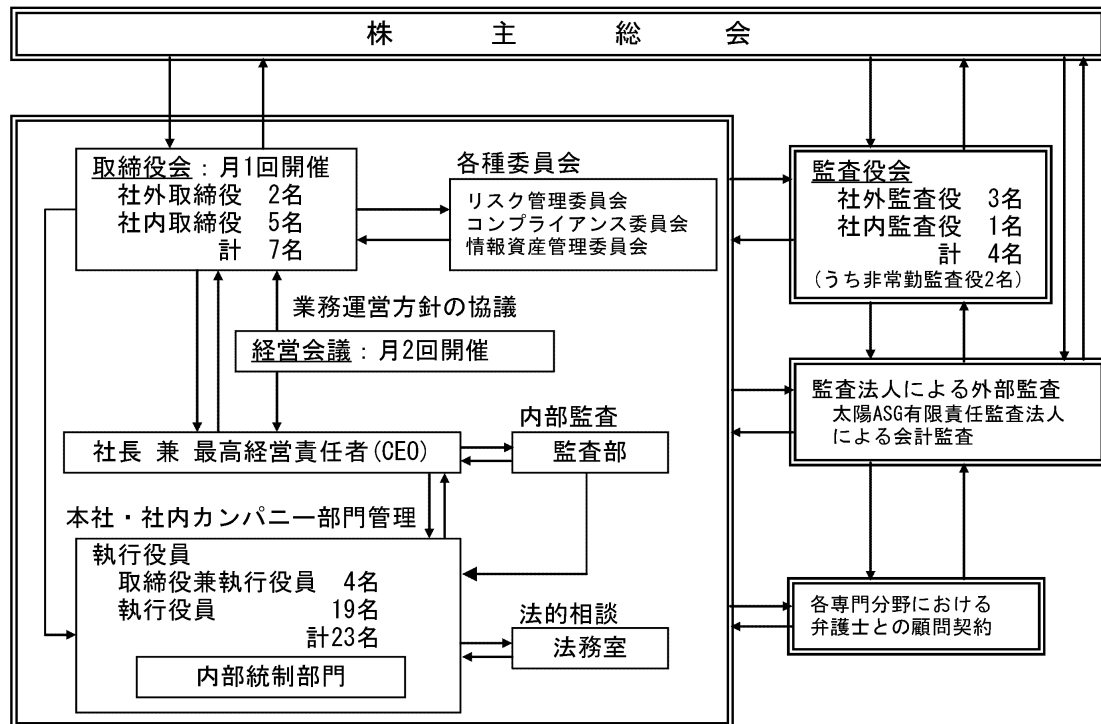 株主総会
取締役会：月1回開催
社外取締役 2名
社内取締役 5名
計 7名
各種委員会
リスク管理委員会
コンプライアンス委員会
情報資産管理委員会
監査役会
社外監査役 3名
社内監査役 1名
計 4名
(うち非常勤監査役2名)
業務運営方針の協議
経営会議：月2回開催
監査法人による外部監査
太陽ASG有限責任監査法人
による会計監査
社長 兼 最高経営責任者(CEO)
内部監査
監査部
本社・社内カンパニー部門管理
執行役員
取締役兼執行役員 4名
執行役員 19名
計23名
内部統制部門
法的相談
法務室
各専門分野における
弁護士との顧問契約